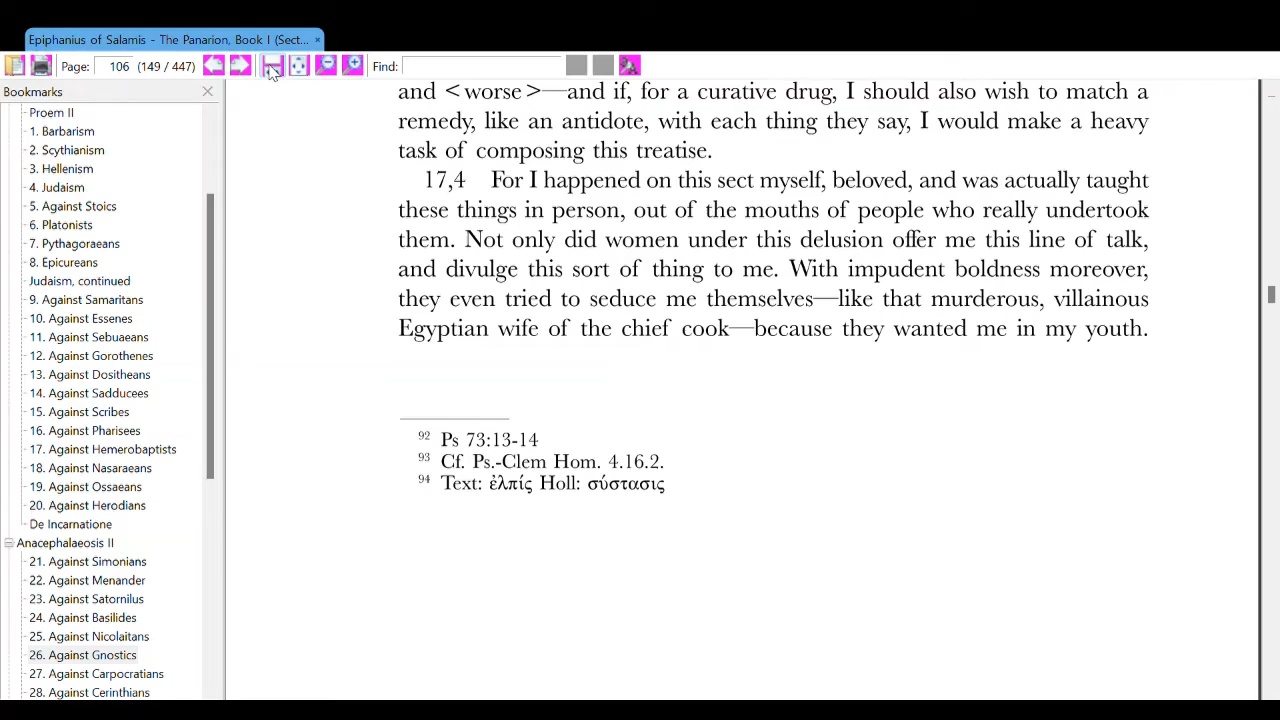 Epiphanius of Salamis - The Panarion, Book I (Sect... ×
Page: 106 (149 / 447) Find:
Bookmarks
Proem II
1. Barbarism
2. Scythianism
3. Hellenism
4. Judaism
5. Against Stoics
6. Platonists
7. Pythagoraeans
8. Epicureans
Judaism, continued
9. Against Samaritans
10. Against Essenes
11. Against Sebuaeans
12. Against Gorothenes
13. Against Dositheans
14. Against Sadducees
15. Against Scribes
16. Against Pharisees
17. Against Hemerobaptists
18. Against Nasaraeans
19. Against Ossaeans
20. Against Herodians
De Incarnatione
Anacephalaeosis II
21. Against Simonians
22. Against Menander
23. Against Satornilus
24. Against Basilides
25. Against Nicolaitans
26. Against Gnostics
27. Against Carpocratians
28. Against Cerinthians
and <worse>—and if, for a curative drug, I should also wish to match a
remedy, like an antidote, with each thing they say, I would make a heavy
task of composing this treatise.
17,4 For I happened on this sect myself, beloved, and was actually taught
these things in person, out of the mouths of people who really undertook
them. Not only did women under this delusion offer me this line of talk,
and divulge this sort of thing to me. With impudent boldness moreover,
they even tried to seduce me themselves—like that murderous, villainous
Egyptian wife of the chief cook—because they wanted me in my youth.
92 Ps 73:13-14
93 Cf. Ps.-Clem Hom. 4.16.2.
94 Text: ἐλπίς Holl: σύστασις